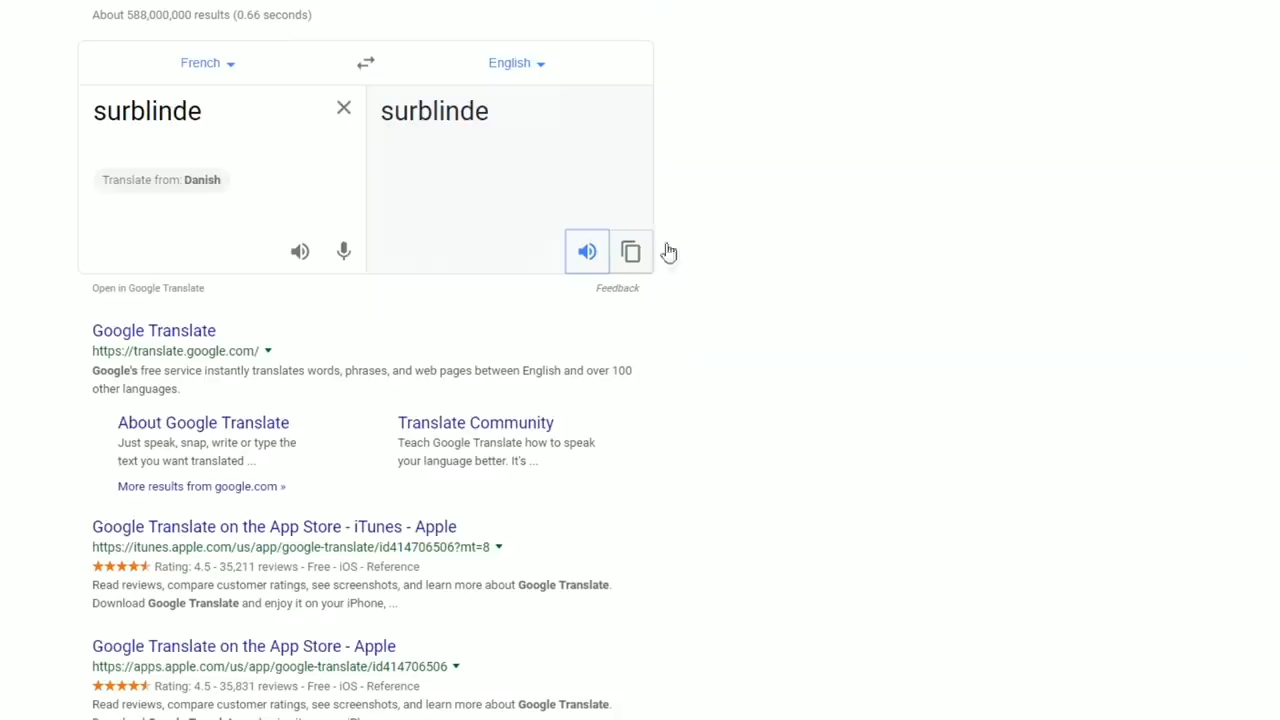 About 588,000,000 results (0.66 seconds)
French English
surblinde surblinde
Translate from: Danish
Open in Google Translate Feedback
Google Translate
https://translate.google.com/
Google's free service instantly translates words, phrases, and web pages between English and over 100
other languages.
About Google Translate
Just speak, snap, write or type the
text you want translated ...
Translate Community
Teach Google Translate how to speak
your language better. It's ...
More results from google.com »
Google Translate on the App Store - iTunes - Apple
https://itunes.apple.com/us/app/google-translate/id414706506?mt=8
Rating: 4.5 - 35,211 reviews - Free - iOS - Reference
Read reviews, compare customer ratings, see screenshots, and learn more about Google Translate.
Download Google Translate and enjoy it on your iPhone, ...
Google Translate on the App Store - Apple
https://apps.apple.com/us/app/google-translate/id414706506
Rating: 4.5 - 35,831 reviews - Free - iOS - Reference
Read reviews, compare customer ratings, see screenshots, and learn more about Google Translate.